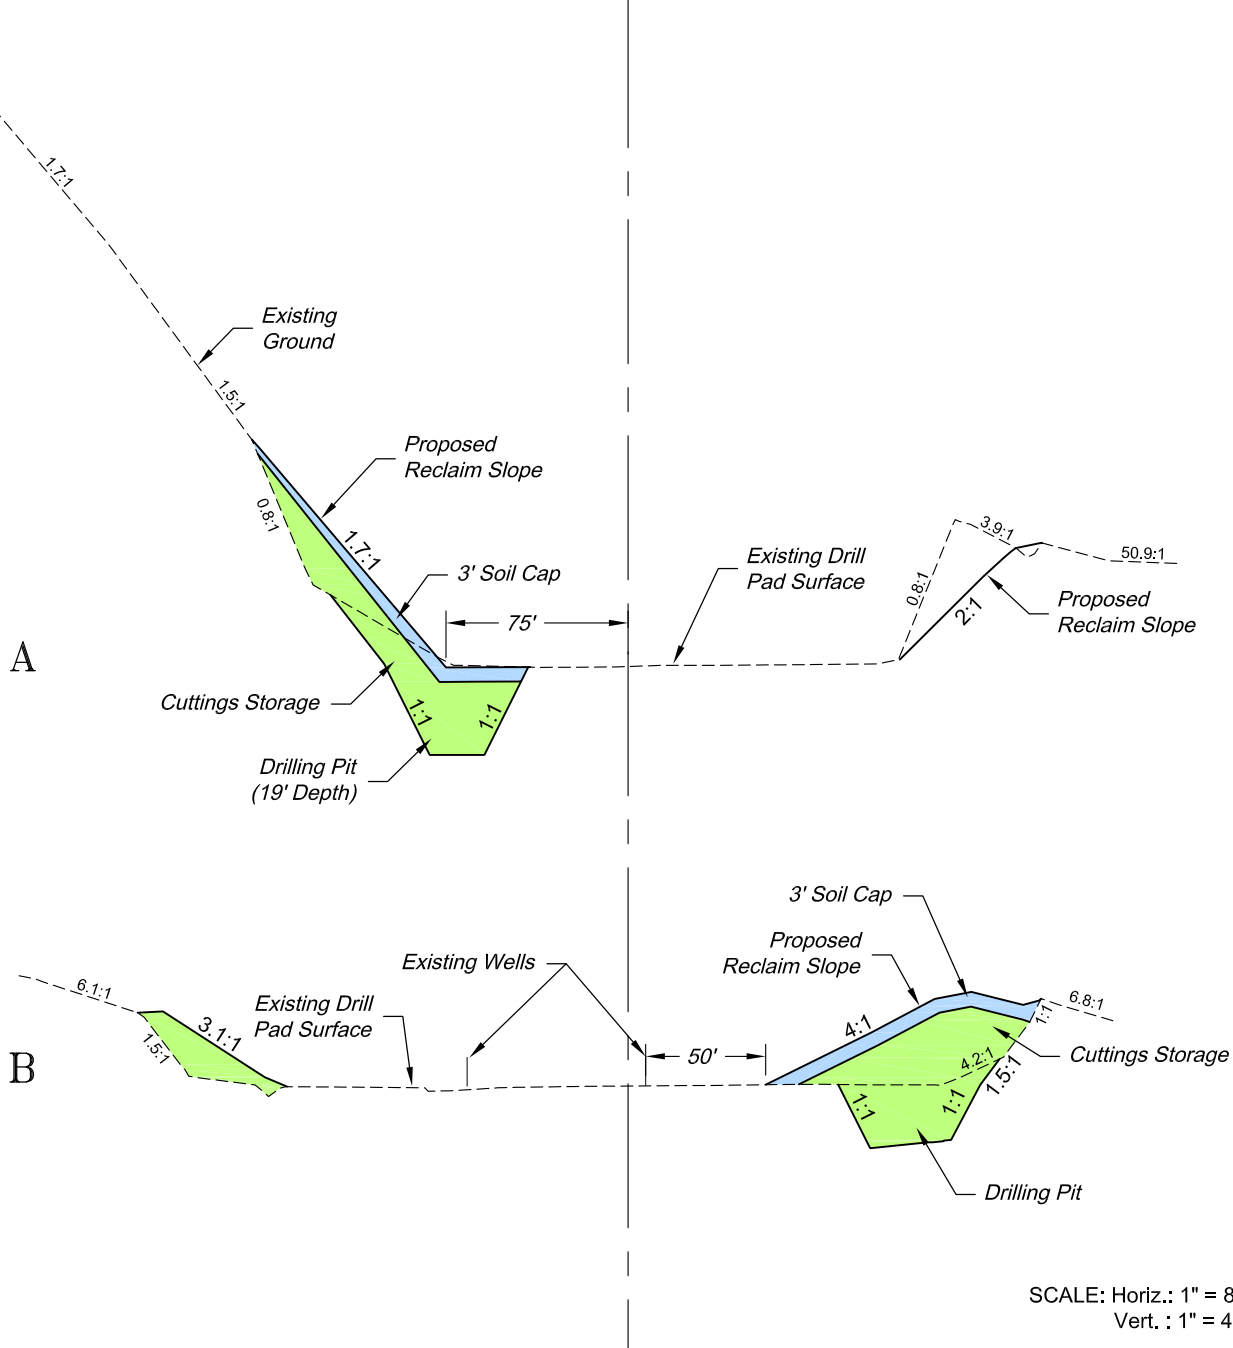 1.7:1
Existing
Ground
1.5:1
Proposed
Reclaim Slope
0.8:1
1.7:1
3' Soil Cap
75'
Existing Drill
Pad Surface
3.9:1
50.9:1
0.8:1
2:1
Proposed
Reclaim Slope
A
Cuttings Storage
1:1
1:1
Drilling Pit
(19' Depth)
3' Soil Cap
Proposed
Reclaim Slope
Existing Wells
6.1:1
Existing Drill
Pad Surface
3.1:1
1.5:1
4:1
6.8:1
1:1
50'
B
Cuttings Storage
4.2:1
1.5:1
1:1
1:1
Drilling Pit
SCALE: Horiz.: 1" = 8
Vert. : 1" = 4